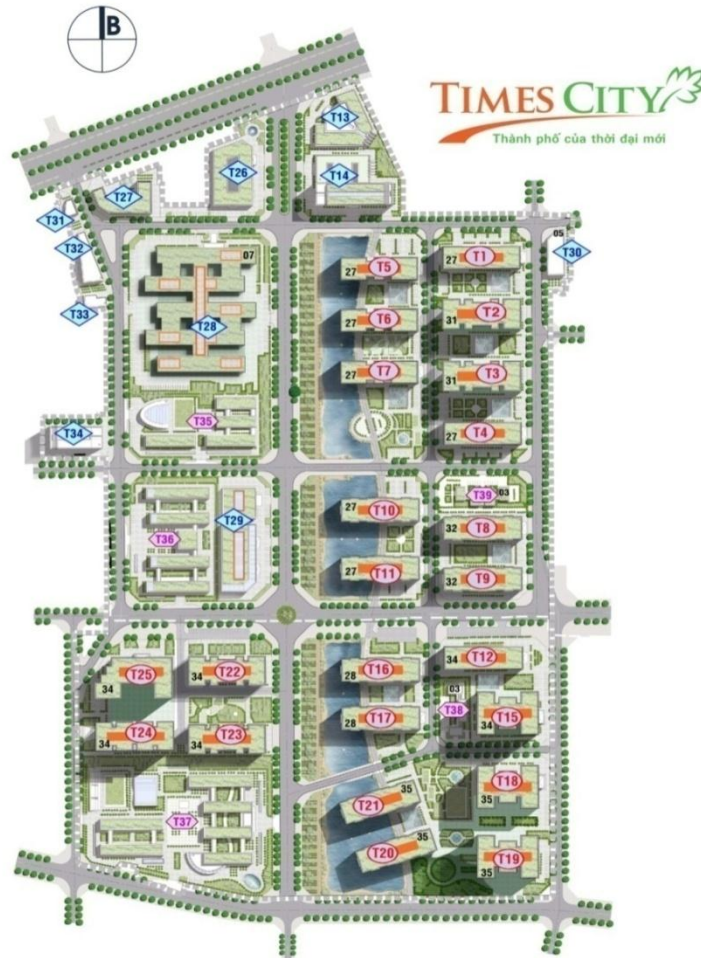 B
TIMES CITY
Thành phố của thời đại mới
T13
T26
T14
T27
T31
T32
05
T30
07
T28
T33
27 T5
27 T1
27 T6
31 T2
27 T7
31 T3
T35
T34
27 T4
T39 03
T36
T29
27 T10
32 T8
27 T11
32 T9
T25
34
T22
34
28 T16
34 T12
03
T38
T24
34
T23
34
28 T17
T15
34
T18
35
T21 35
T37
T20 35
T19
35